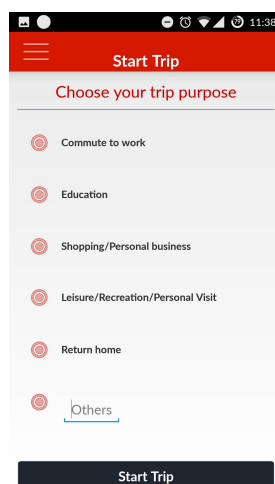 11:38
Start Trip
Choose your trip purpose
Commute to work
Education
Shopping/Personal business
Leisure/Recreation/Personal Visit
Return home
Others
Start Trip